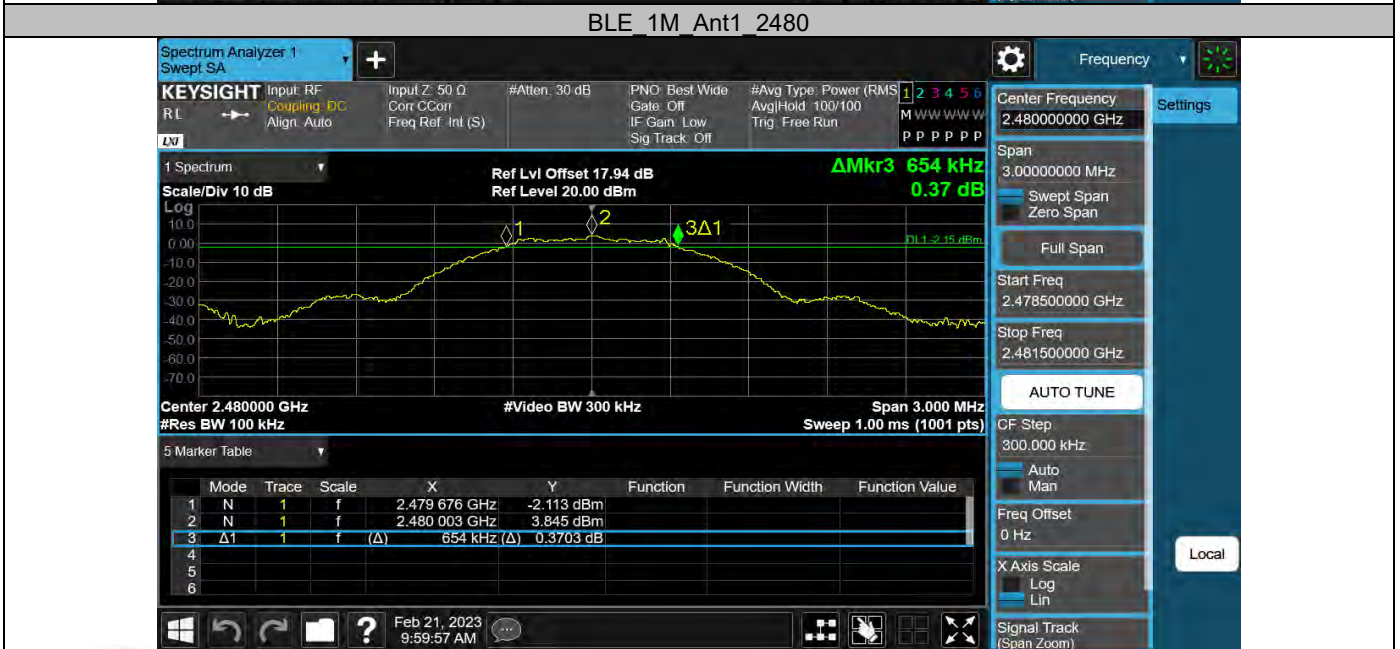 BLE_1M_Ant1_2480
Spectrum Analyzer 1
Swept SA
Frequency
KEYSIGHT
RL
LXI
Input: RF
Coupling: DC
Align: Auto
Input Z: 50 Ω
Corr CCorr
Freq Ref: Int (S)
#Atten: 30 dB
PNO: Best Wide
Gate: Off
IF Gain: Low
Sig Track: Off
#Avg Type: Power (RMS
Avg|Hold: 100/100
Trig: Free Run
1 2 3 4 5 6
M W W W W W
P P P P P P
1 Spectrum
Scale/Div 10 dB
Ref Lvl Offset 17.94 dB
Ref Level 20.00 dBm
ΔMkr3 654 kHz
0.37 dB
Log
10.0
0.00
-10.0
-20.0
-30.0
-40.0
-50.0
-60.0
-70.0
1
2
3Δ1
DL1 -2.15 dBm
Center 2.480000 GHz
#Video BW 300 kHz
Span 3.000 MHz
#Res BW 100 kHz
Sweep 1.00 ms (1001 pts)
5 Marker Table
Mode Trace Scale X Y Function Function Width Function Value
1 N 1 f 2.479 676 GHz -2.113 dBm
2 N 1 f 2.480 003 GHz 3.845 dBm
3 Δ1 1 f (Δ) 654 kHz (Δ) 0.3703 dB
4
5
6
Feb 21, 2023
9:59:57 AM
Center Frequency
2.480000000 GHz
Settings
Span
3.00000000 MHz
Swept Span
Zero Span
Full Span
Start Freq
2.478500000 GHz
Stop Freq
2.481500000 GHz
AUTO TUNE
CF Step
300.000 kHz
Auto
Man
Freq Offset
0 Hz
Local
X Axis Scale
Log
Lin
Signal Track
(Span Zoom)